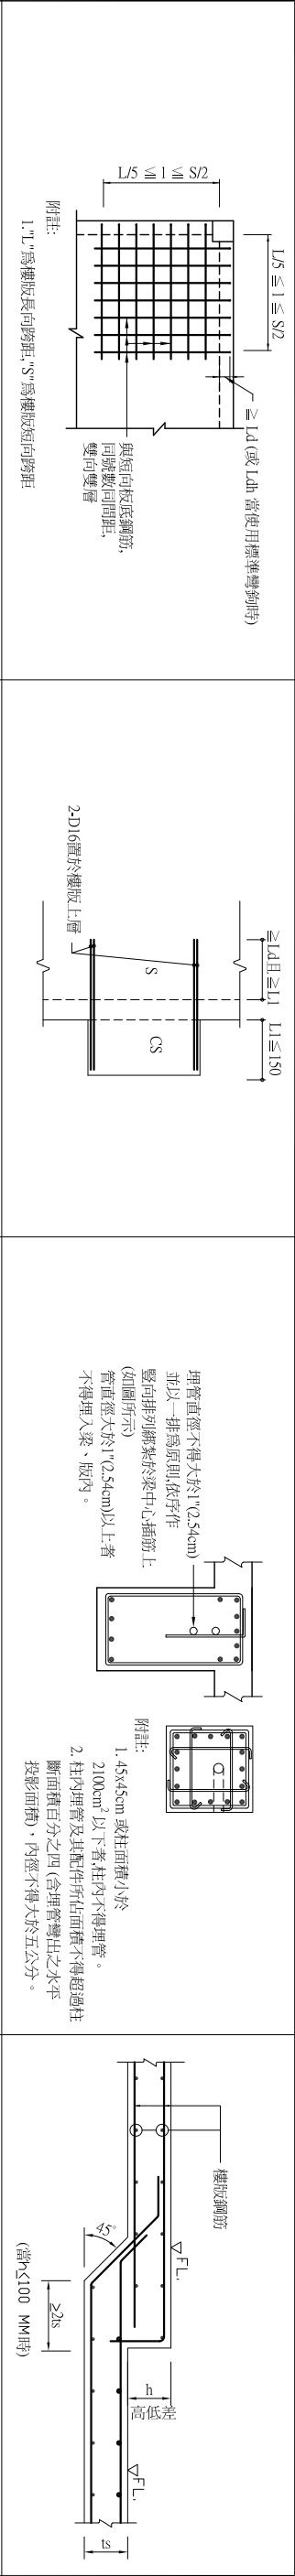 L/5 ≦ l ≦ S/2
L/5 ≦ l ≦ S/2
≧ Ld (或 Ldh 當使用標準彎鉤時)
與短向板底鋼筋,
同號數同間距,
雙向雙層
附註:
1."L"為樓版長向跨距,"S"為樓版短向跨距
≧Ld且≧L1
L1≦150
S
CS
2-D16置於樓版上層
埋管直徑不得大於1"(2.54cm)
並以一排為原則,依序作
豎向排列綁紮於梁中心插筋上
(如圖所示)
管直徑大於1"(2.54cm)以上者
不得埋入梁、版內。
附註:
1. 45x45cm 或柱面積小於
2100cm² 以下者,柱內不得埋管。
2. 柱內埋管及其配件所佔面積不得超過柱
斷面積百分之四 (含埋管彎出之水平
投影面積)，內徑不得大於五公分。
樓版鋼筋
FL.
h
高低差
FL.
ts
45°
≥2ts
(當h≤100 MM時)